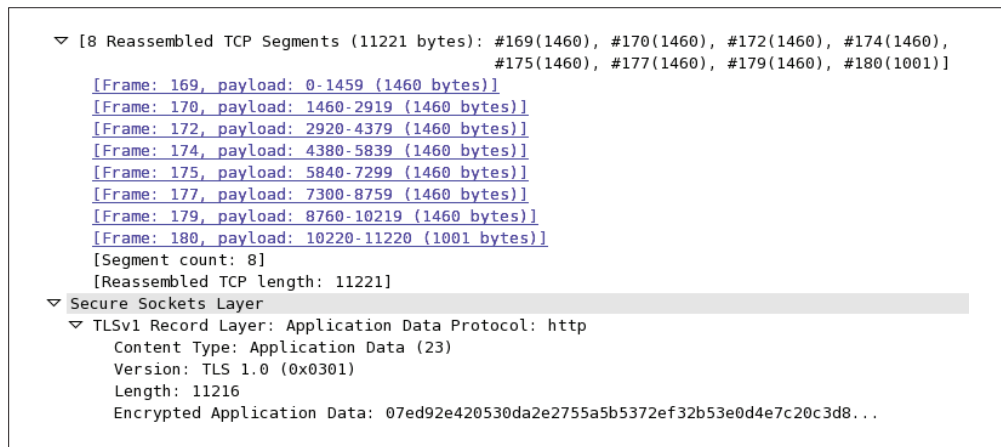 [8 Reassembled TCP Segments (11221 bytes): #169(1460), #170(1460), #172(1460), #174(1460),
#175(1460), #177(1460), #179(1460), #180(1001)]
[Frame: 169, payload: 0-1459 (1460 bytes)]
[Frame: 170, payload: 1460-2919 (1460 bytes)]
[Frame: 172, payload: 2920-4379 (1460 bytes)]
[Frame: 174, payload: 4380-5839 (1460 bytes)]
[Frame: 175, payload: 5840-7299 (1460 bytes)]
[Frame: 177, payload: 7300-8759 (1460 bytes)]
[Frame: 179, payload: 8760-10219 (1460 bytes)]
[Frame: 180, payload: 10220-11220 (1001 bytes)]
[Segment count: 8]
[Reassembled TCP length: 11221]
Secure Sockets Layer
TLSv1 Record Layer: Application Data Protocol: http
Content Type: Application Data (23)
Version: TLS 1.0 (0x0301)
Length: 11216
Encrypted Application Data: 07ed92e420530da2e2755a5b5372ef32b53e0d4e7c20c3d8...